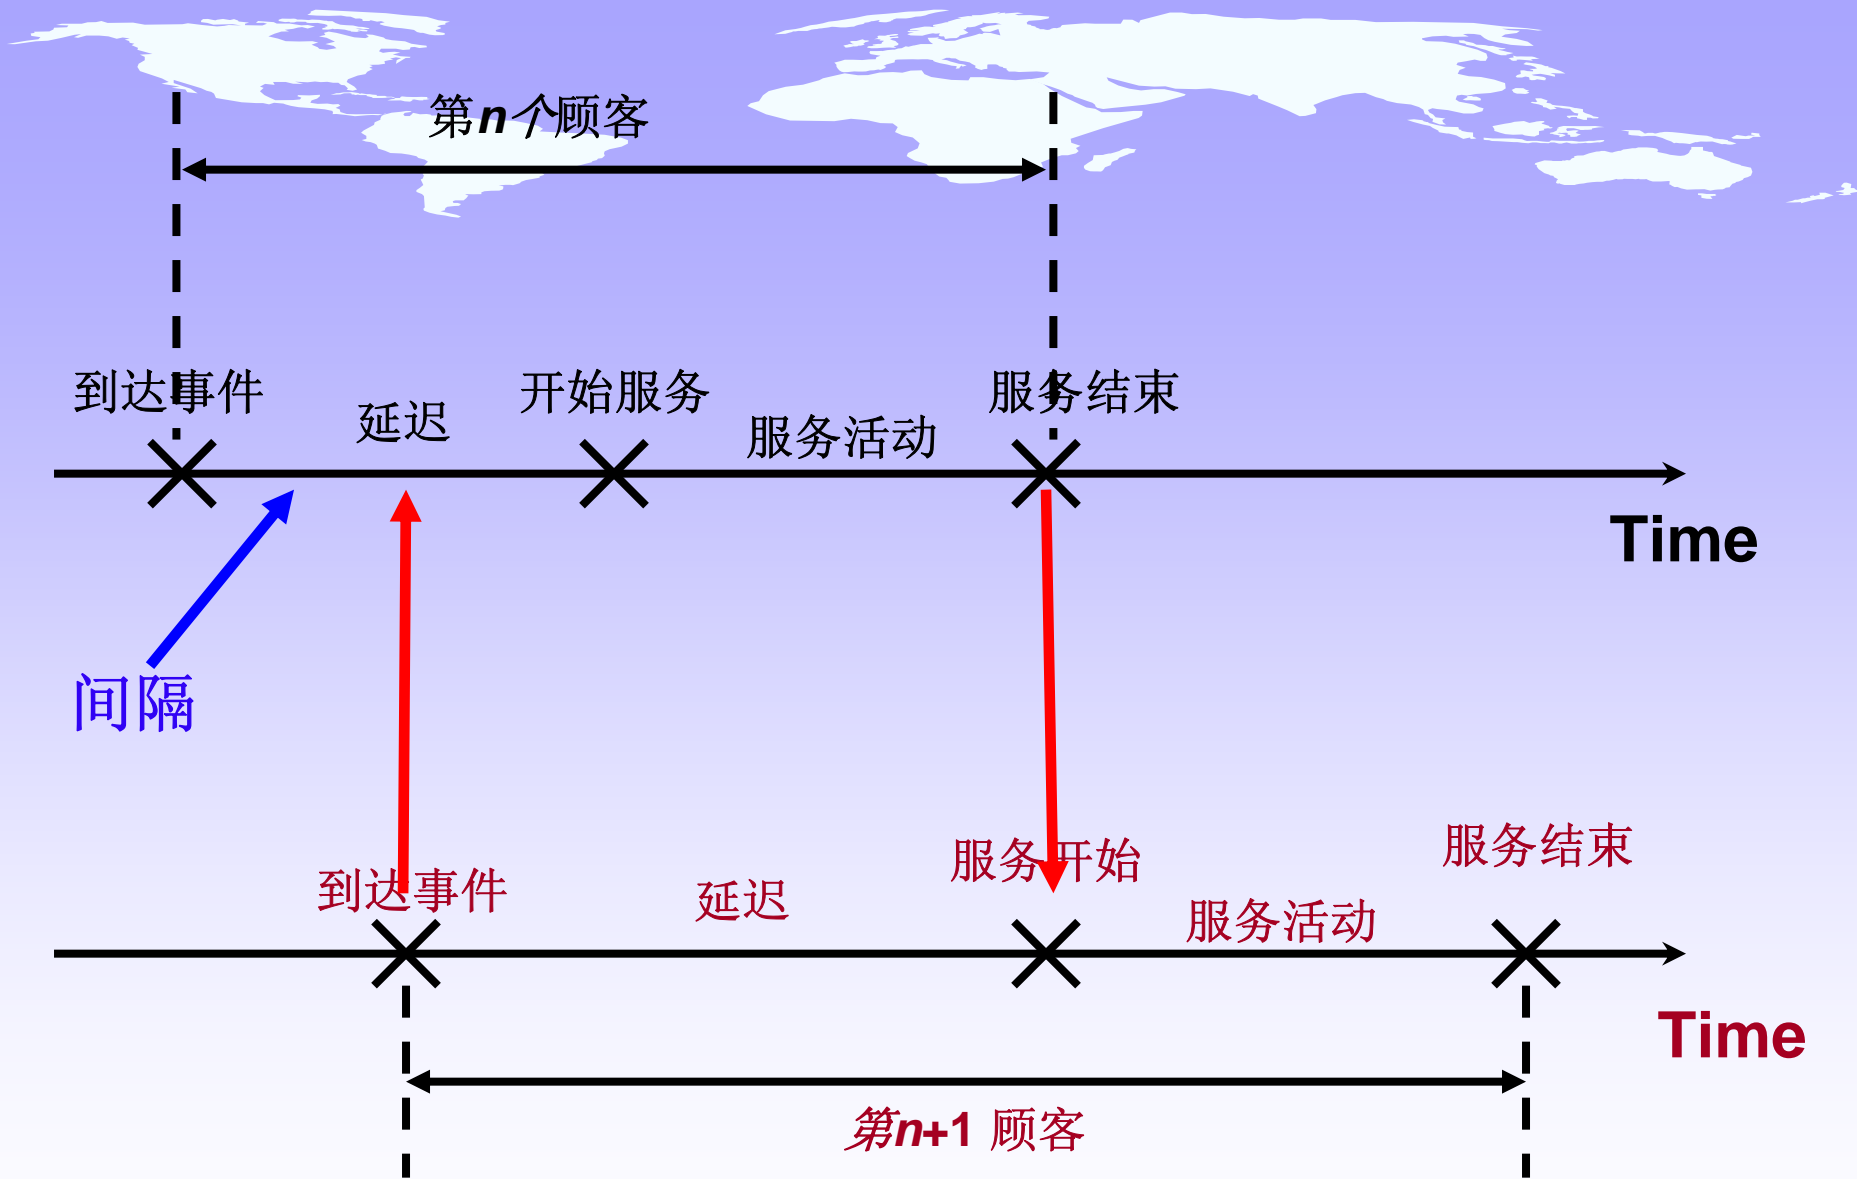 第n个顾客
到达事件
延迟
开始服务
服务活动
服务结束
Time
间隔
到达事件
延迟
服务开始
服务活动
服务结束
Time
第n+1 顾客